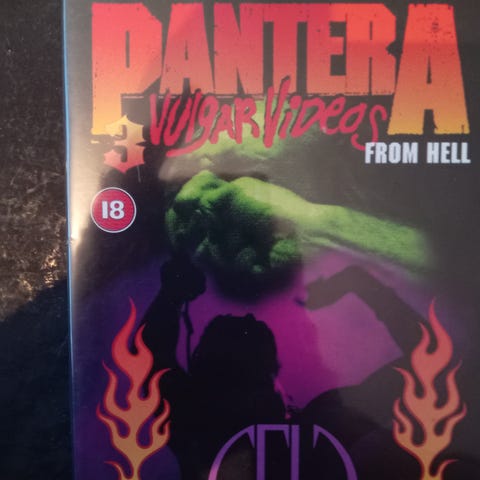 PANTERA
3 VULGAR VIDEOS
FROM HELL
18